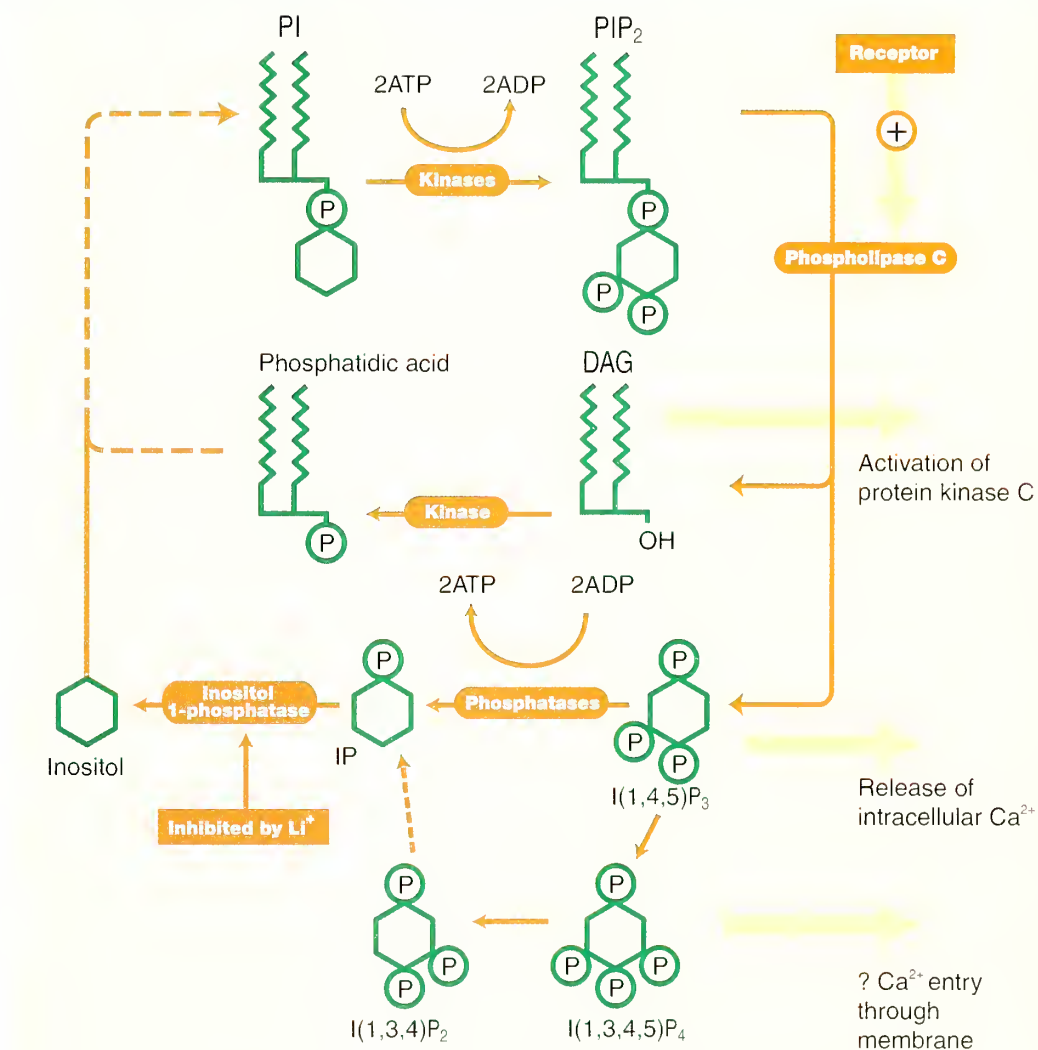 PI
PIP₂
Receptor
2ATP
2ADP
+
Kinases
P
Phospholipase C
P
P
P
Phosphatidic acid
DAG
Activation of
protein kinase C
Kinase
P
OH
2ATP
2ADP
P
P
Inositol
1-phosphatase
Phosphatases
P
P
Inositol
IP
I(1,4,5)P₃
Release of
intracellular Ca²⁺
Inhibited by Li⁺
P
P
P
P
P
P
P
I(1,3,4)P₂
I(1,3,4,5)P₄
? Ca²⁺ entry
through
membrane